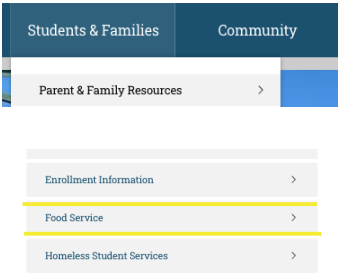 Students & Families Community
Parent & Family Resources >
Enrollment Information >
Food Service >
Homeless Student Services >